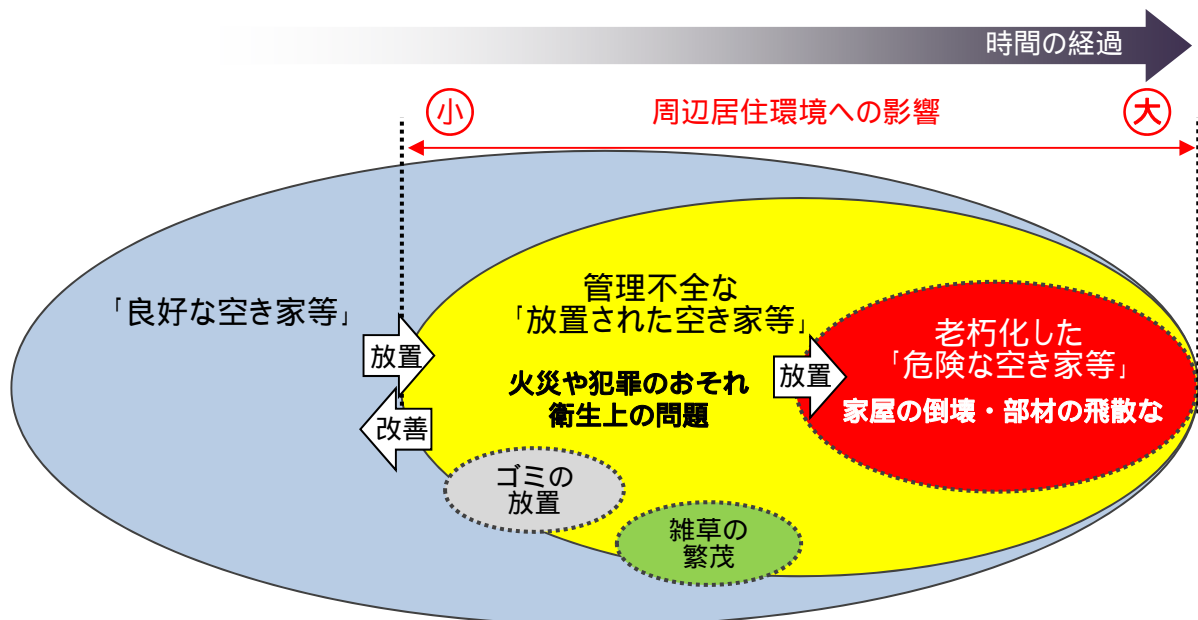 時間の経過
小
周辺居住環境への影響
大
「良好な空き家等」
放置
改善
管理不全な
「放置された空き家等」
火災や犯罪のおそれ
衛生上の問題
放置
老朽化した
「危険な空き家等」
家屋の倒壊・部材の飛散な
ゴミの
放置
雑草の
繁茂